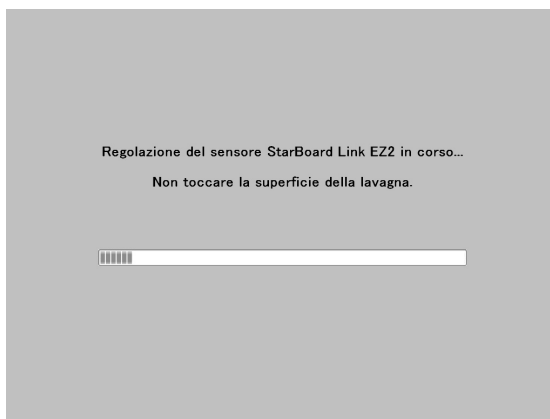 Regolazione del sensore StarBoard Link EZ2 in corso...
Non toccare la superficie della lavagna.